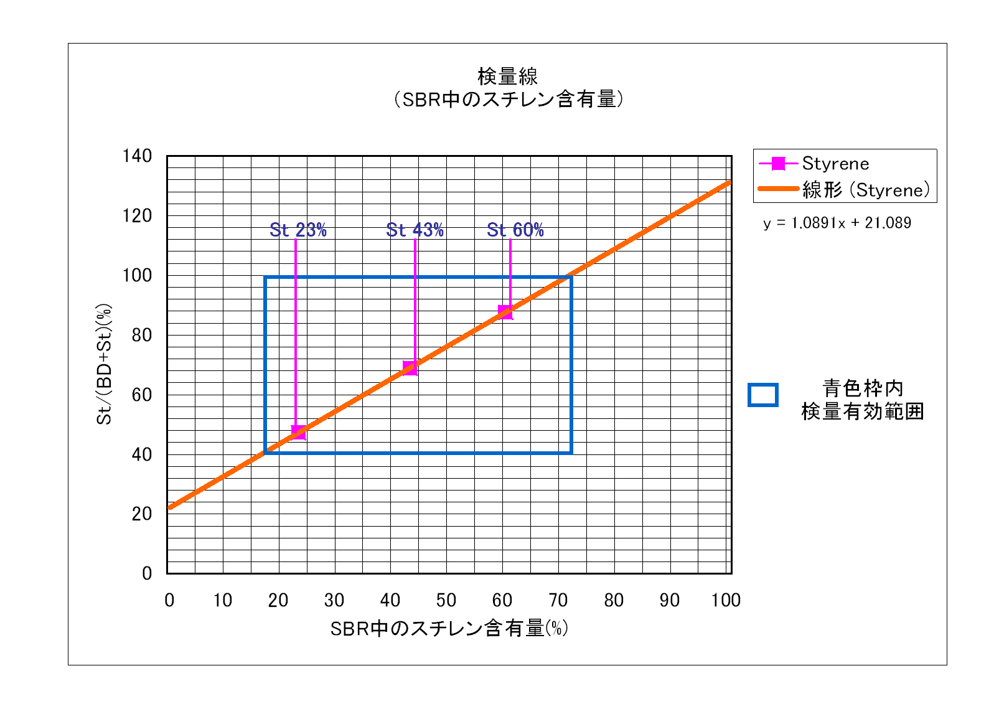 検量線
（SBR中のスチレン含有量）
140
120
100
80
60
40
20
0
St/(BD+St)(%)
St 23%
St 43%
St 60%
0 10 20 30 40 50 60 70 80 90 100
SBR中のスチレン含有量(%)
Styrene
線形 (Styrene)
y = 1.0891x + 21.089
青色枠内
検量有効範囲